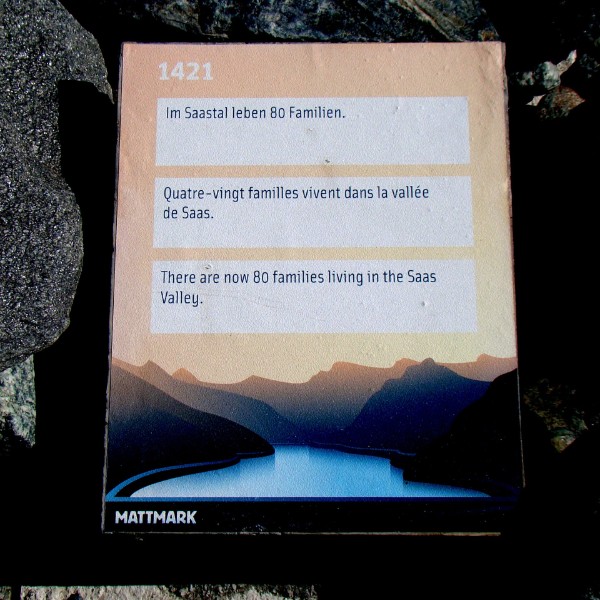 1421
Im Saastal leben 80 Familien.
Quatre-vingt familles vivent dans la vallée
de Saas.
There are now 80 families living in the Saas
Valley.
MATTMARK